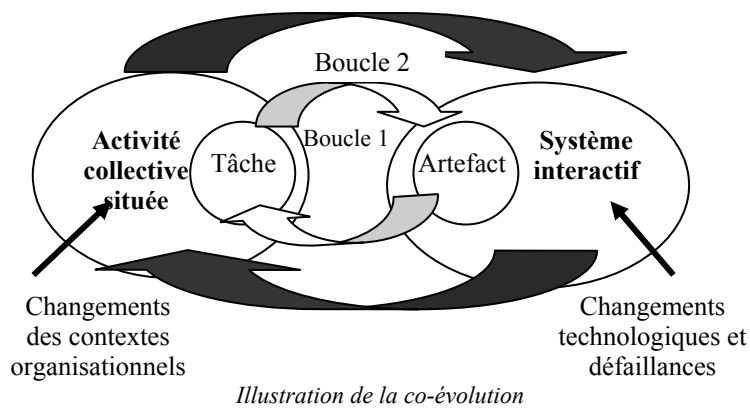 Boucle 2
Boucle 1
Activité
collective
située
Tâche
Artefact
Système
interactif
Changements
des contextes
organisationnels
Changements
technologiques et
défaillances
Illustration de la co-évolution